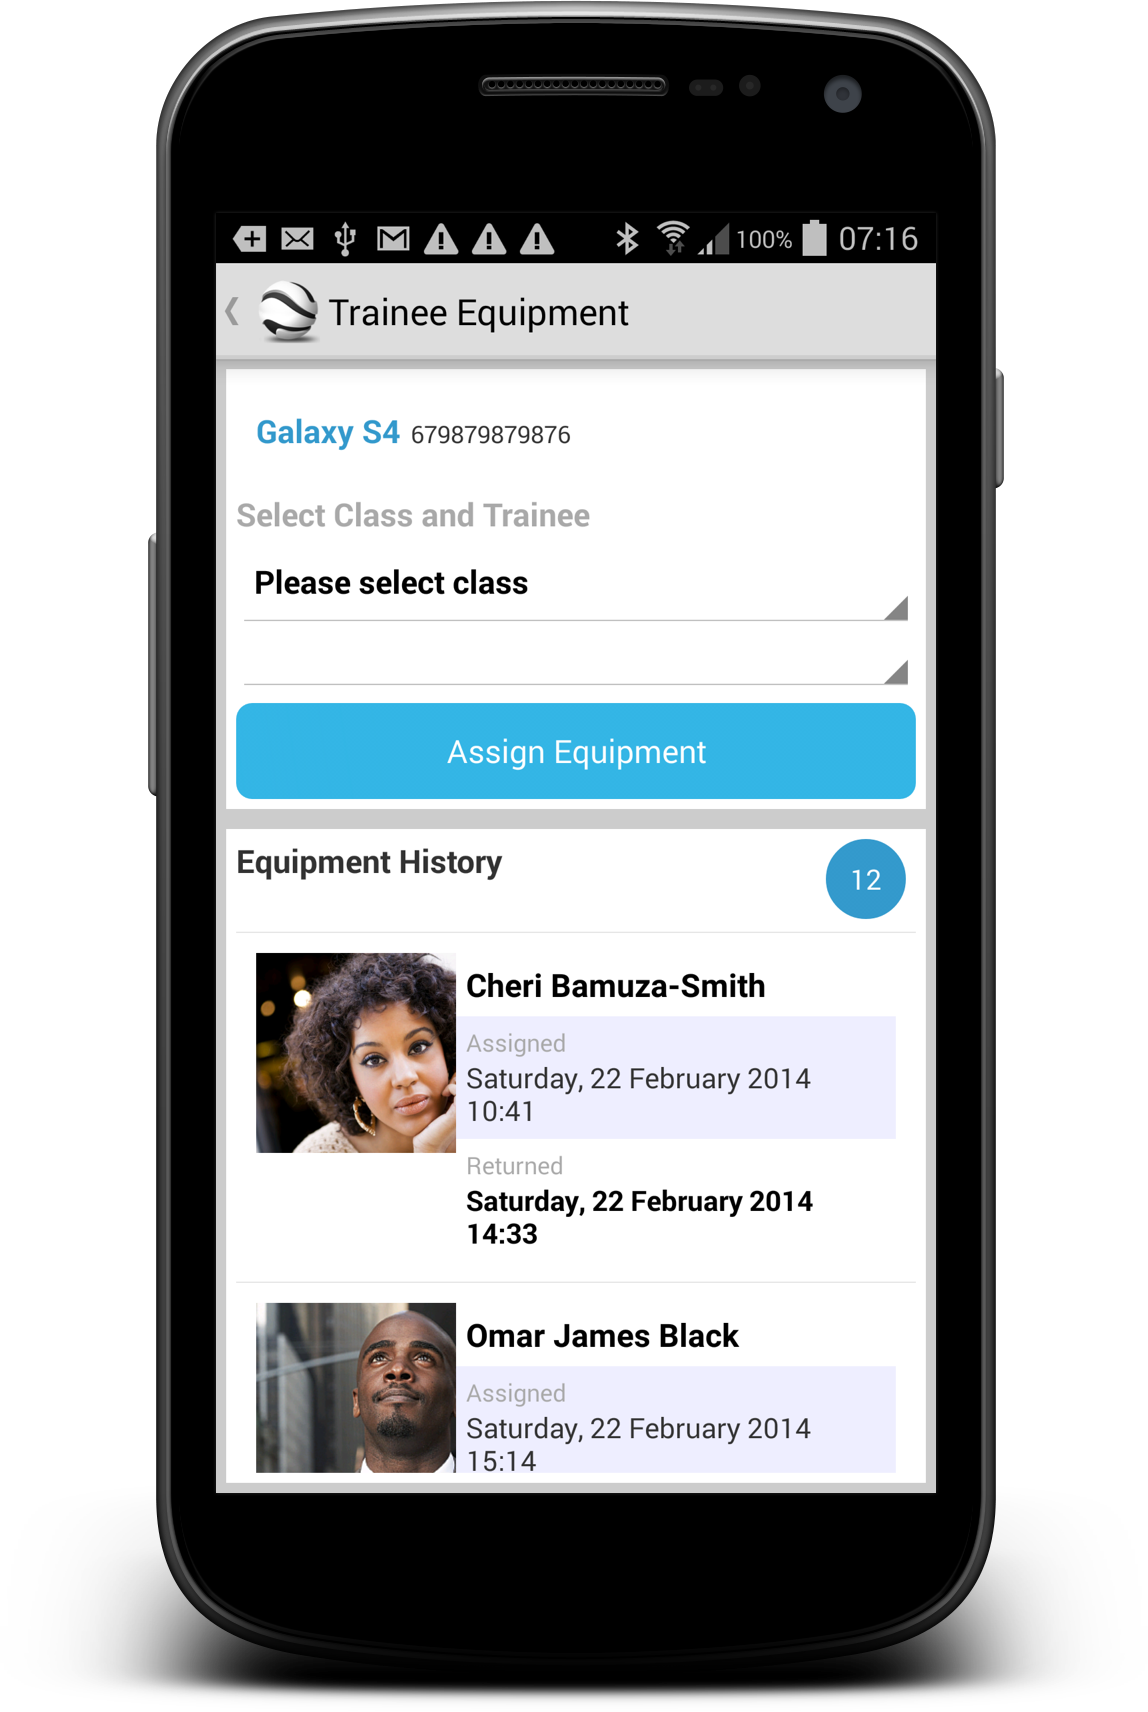 100% 07:16
Trainee Equipment
Galaxy S4 679879879876
Select Class and Trainee
Please select class
Assign Equipment
Equipment History
12
Cheri Bamuza-Smith
Assigned
Saturday, 22 February 2014
10:41
Returned
Saturday, 22 February 2014
14:33
Omar James Black
Assigned
Saturday, 22 February 2014
15:14